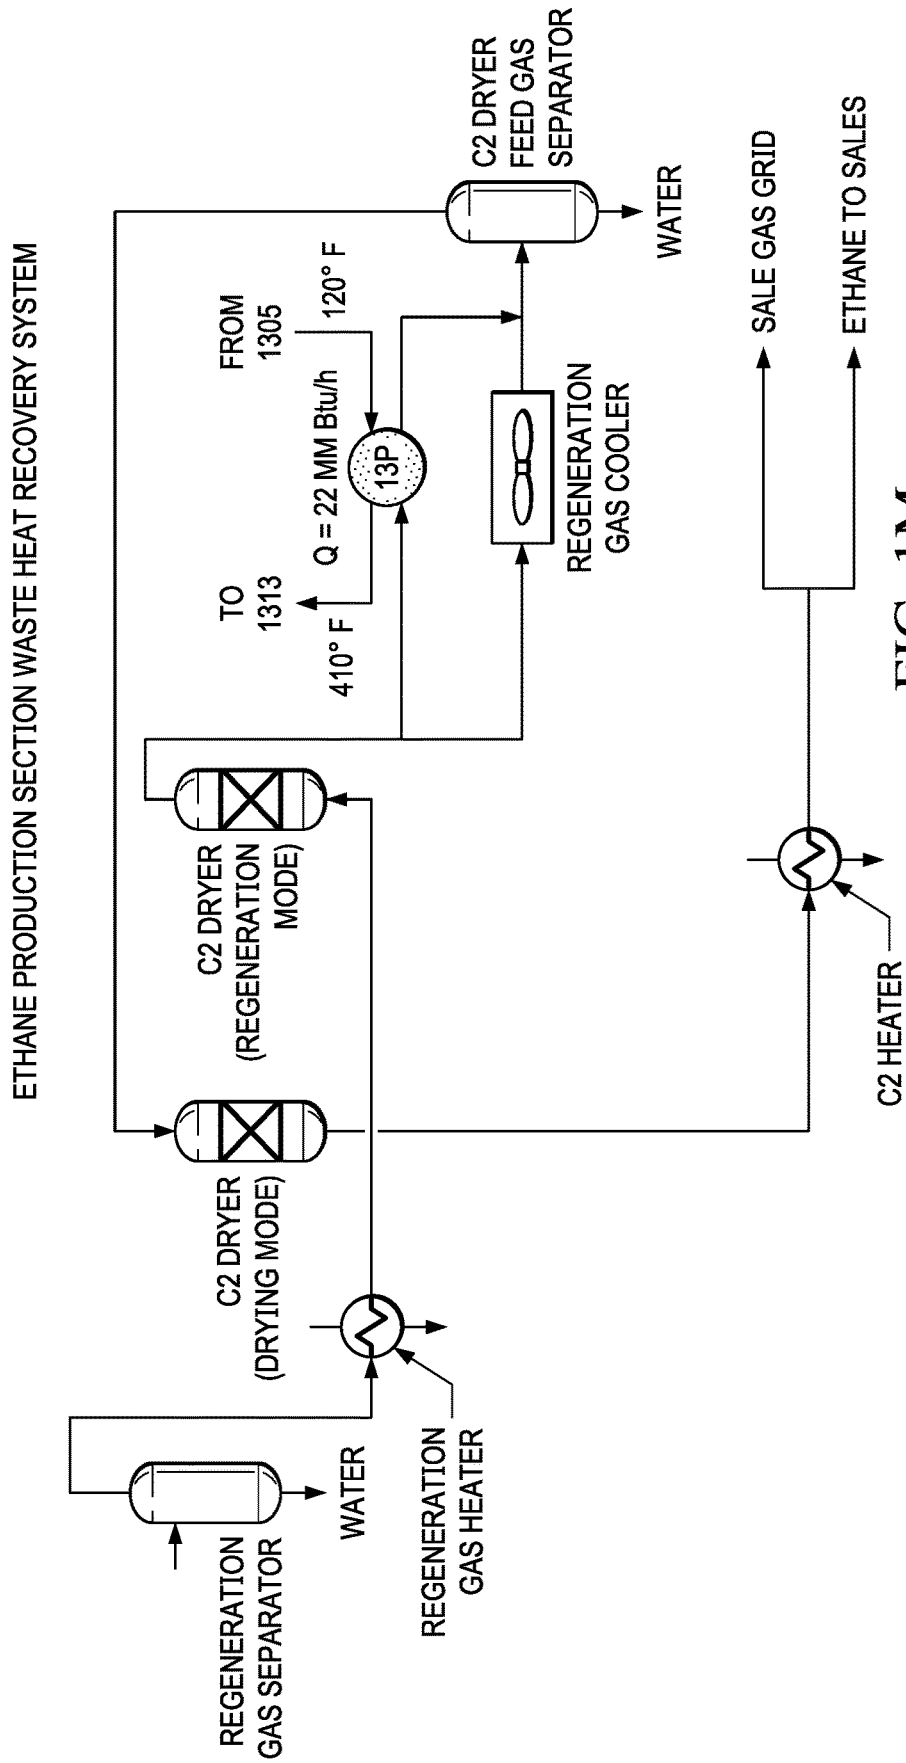 ETHANE PRODUCTION SECTION WASTE HEAT RECOVERY SYSTEM
REGENERATION
GAS SEPARATOR
WATER
REGENERATION
GAS HEATER
C2 DRYER
(DRYING MODE)
C2 DRYER
(REGENERATION
MODE)
TO
1313
410° F
Q = 22 MM Btu/h
13P
FROM
1305
120° F
REGENERATION
GAS COOLER
C2 DRYER
FEED GAS
SEPARATOR
WATER
C2 HEATER
SALE GAS GRID
ETHANE TO SALES